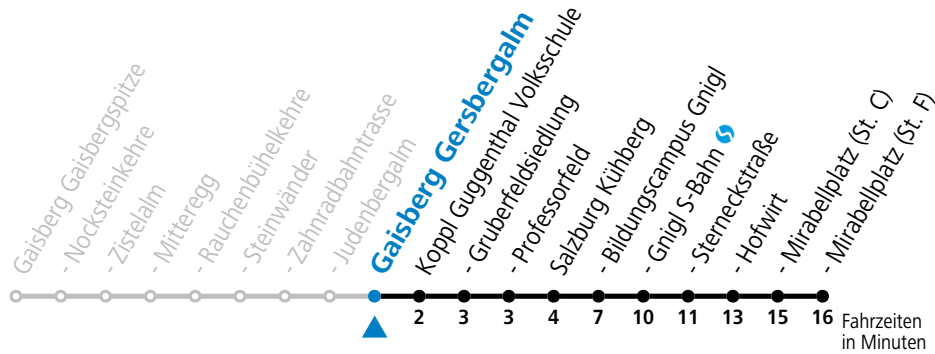 Gaisberg Gaisbergspitze
- Nocksteinkehre
- Zistelalm
- Mitteregg
- Rauchenbühelkehre
- Steinwänder
- Zahnradbahntrasse
- Judenbergalm
Gaisberg Gersbergalm
Koppl Guggenthal Volksschule
- Gruberfeldsiedlung
- Professorfeld
Salzburg Kühberg
- Bildungscampus Gnigl
- Gnigl S-Bahn
- Sterneckstraße
- Hofwirt
- Mirabellplatz (St. C)
- Mirabellplatz (St. F)
2 3 3 4 7 10 11 13 15 16
Fahrzeiten
in Minuten